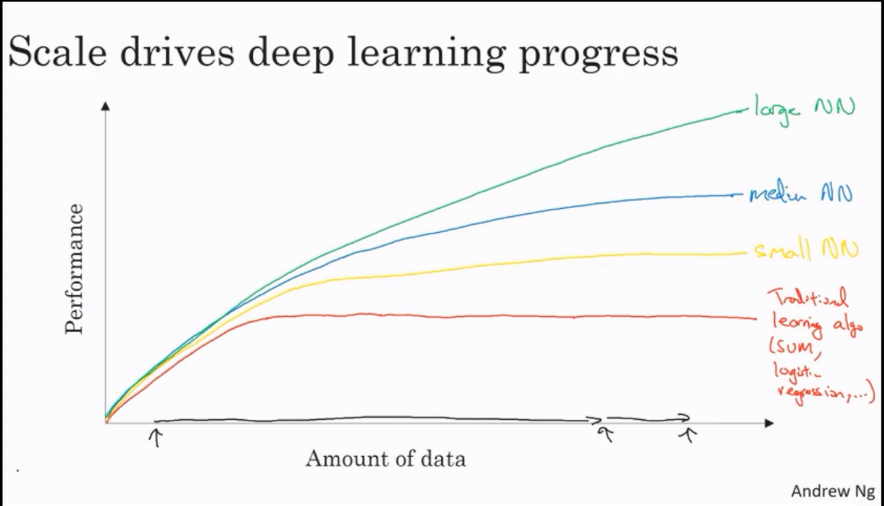 Scale drives deep learning progress
large NN
medium NN
small NN
Traditional
learning algo
(SVM,
logistic
regression,...)
Performance
Amount of data
Andrew Ng